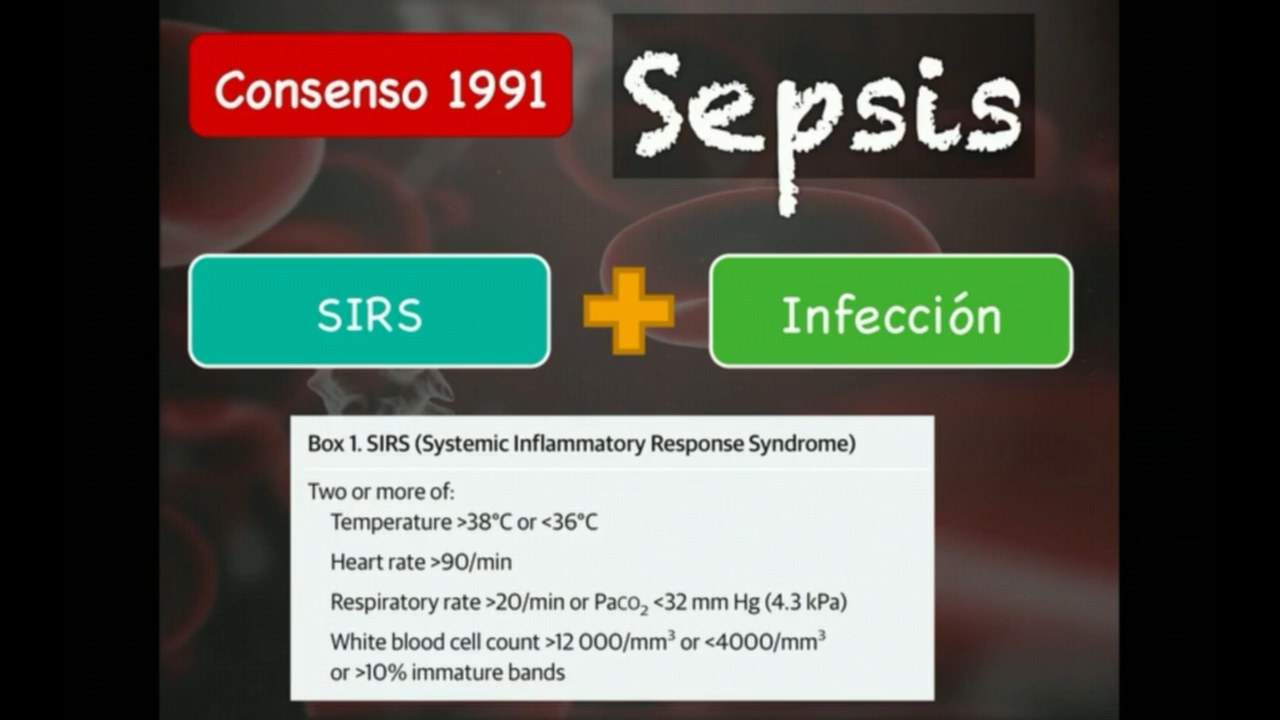 Consenso 1991
Sepsis
SIRS
Infección
Box 1. SIRS (Systemic Inflammatory Response Syndrome)
Two or more of:
Temperature >38°C or <36°C
Heart rate >90/min
Respiratory rate >20/min or PaCO₂ <32 mm Hg (4.3 kPa)
White blood cell count >12 000/mm³ or <4000/mm³
or >10% immature bands